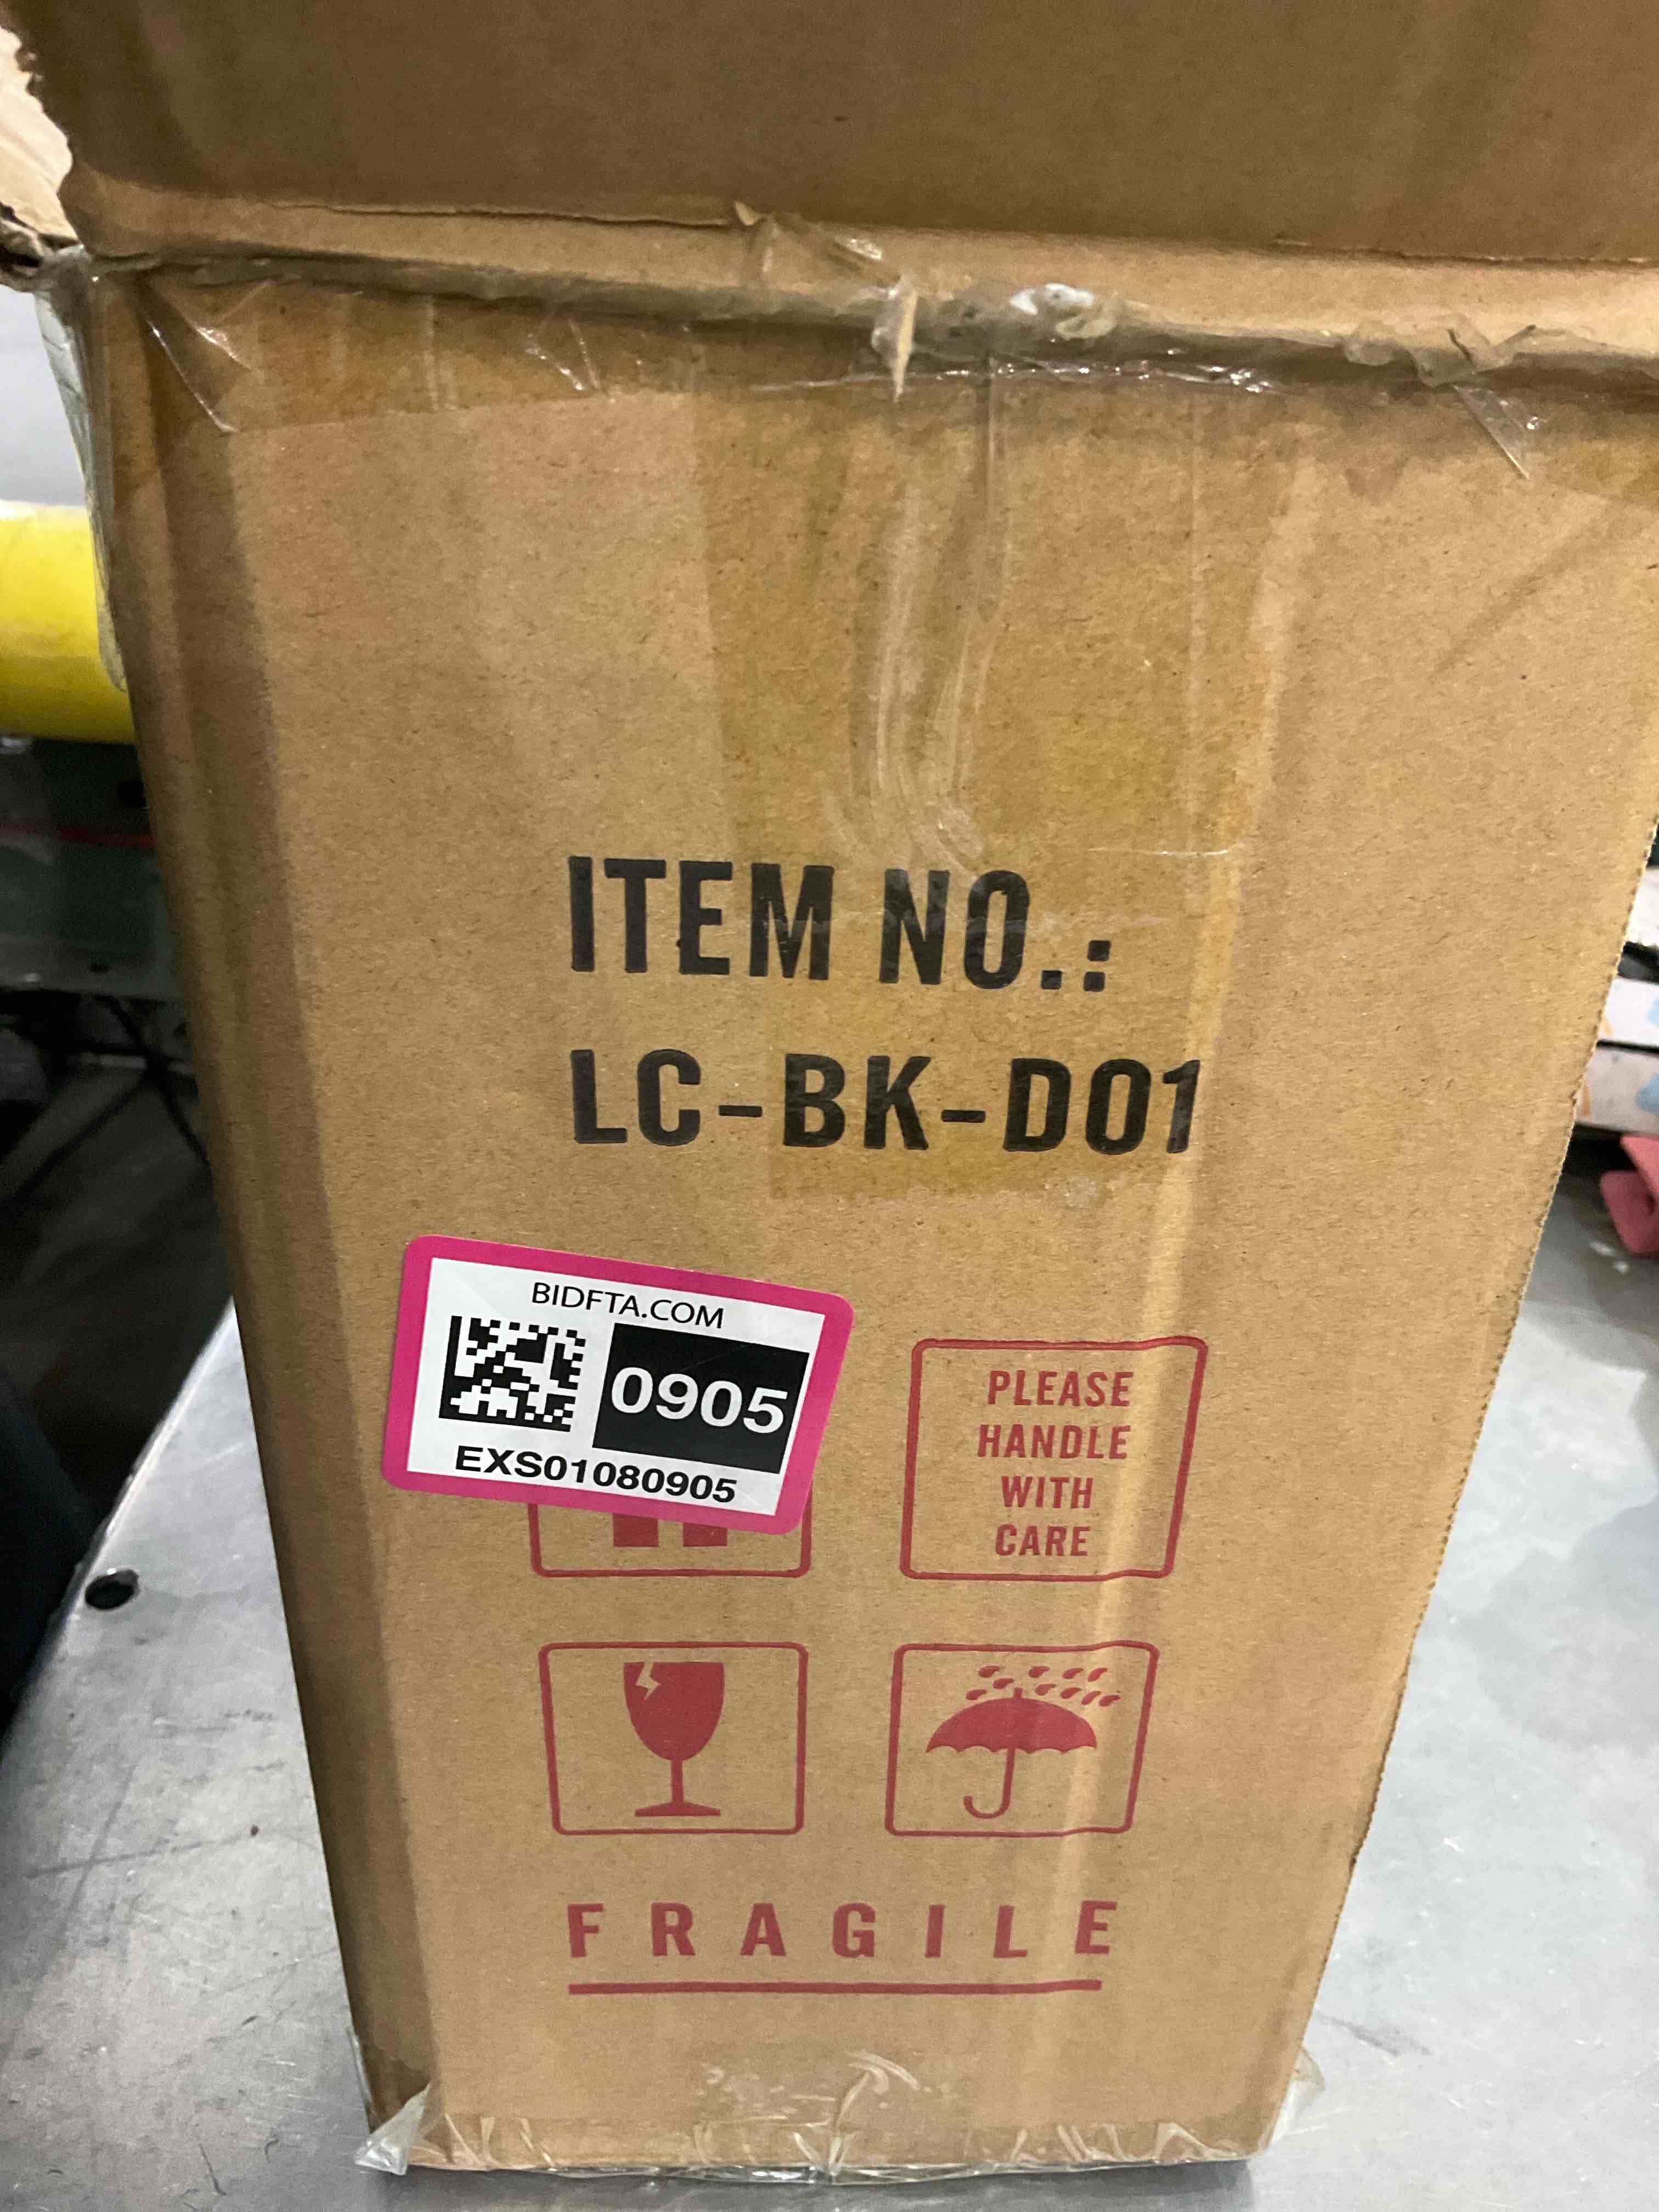 ITEM NO.:
LC-BK-D01
BIDFTA.COM
0905
EXS01080905
PLEASE
HANDLE
WITH
CARE
FRAGILE